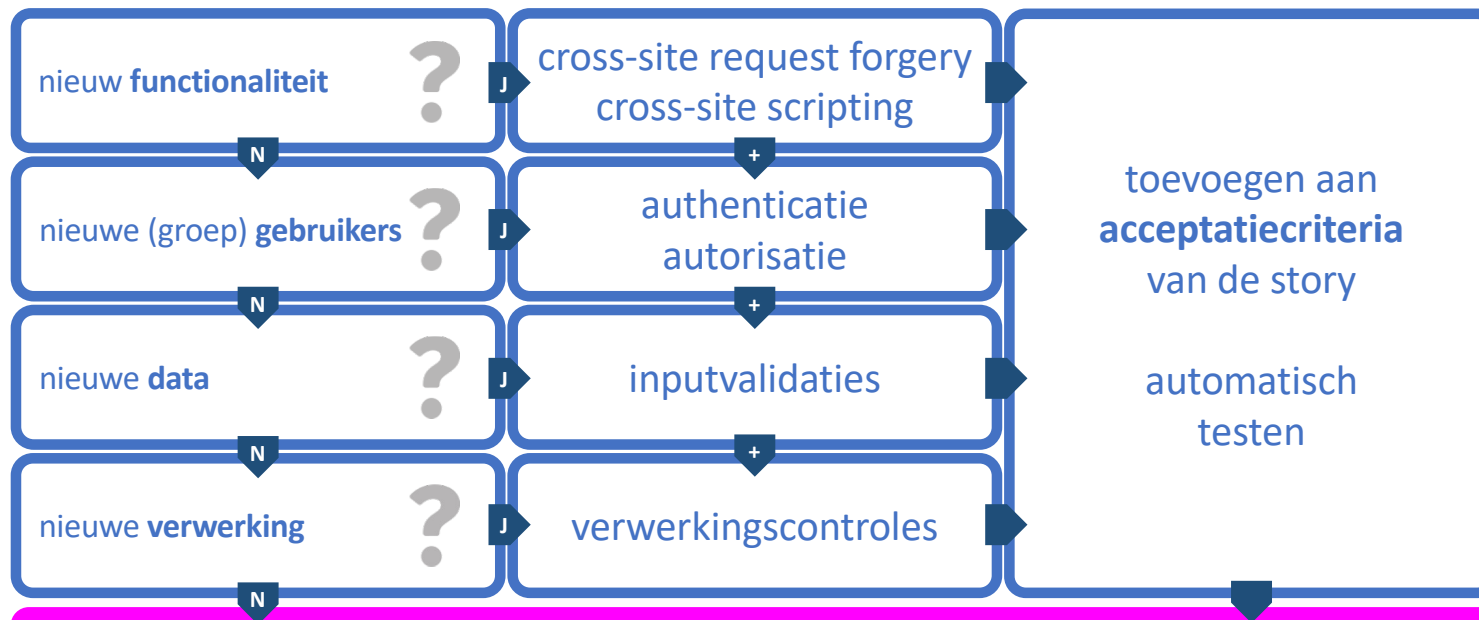 nieuw functionaliteit
?
J
cross-site request forgery
cross-site scripting
N
+
nieuwe (groep) gebruikers
?
J
authenticatie
autorisatie
N
+
nieuwe data
?
J
inputvalidaties
N
+
nieuwe verwerking
?
J
verwerkingscontroles
N
toevoegen aan
acceptatiecriteria
van de story
automatisch
testen